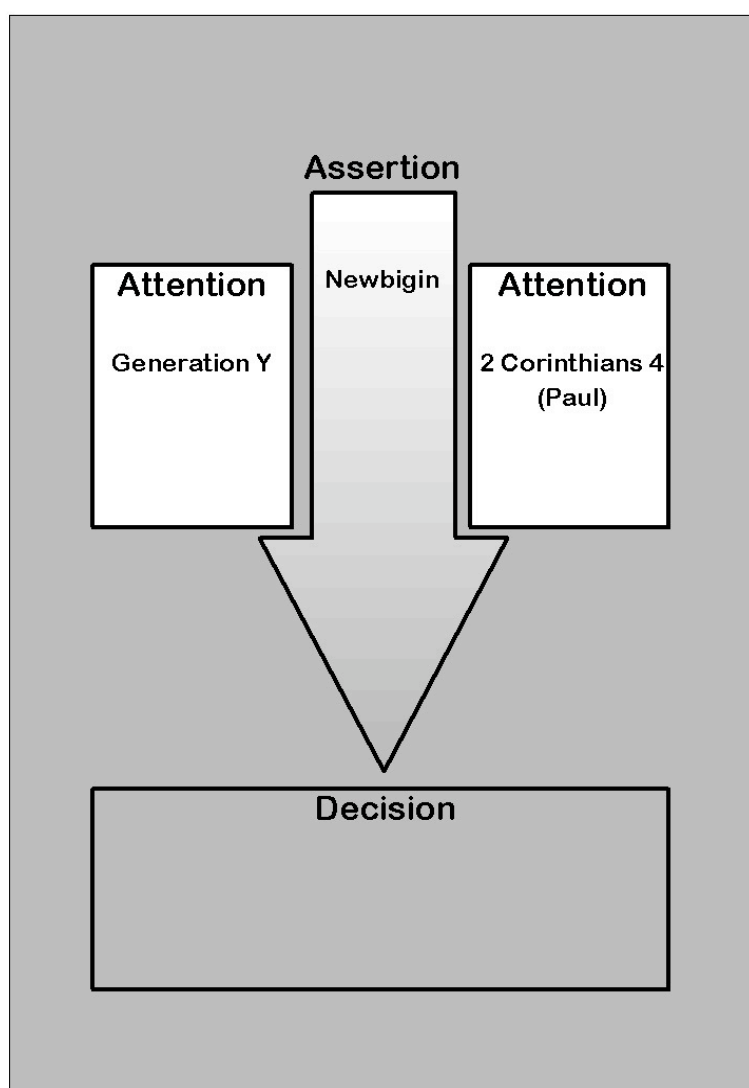 Assertion
Newbigin
Attention
Generation Y
Attention
2 Corinthians 4
(Paul)
Decision